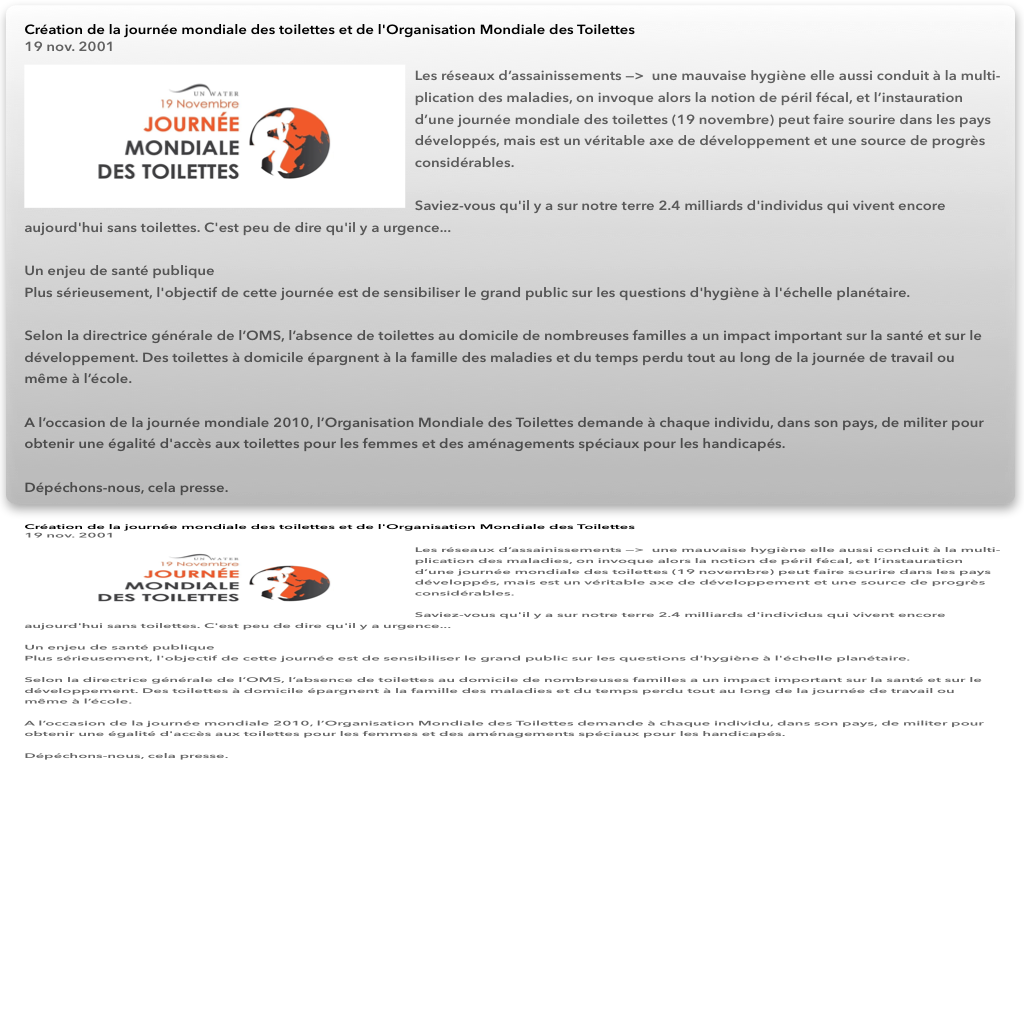 Création de la journée mondiale des toilettes et de l'Organisation Mondiale des Toilettes
19 nov. 2001
UN WATER
19 Novembre
JOURNÉE
MONDIALE
DES TOILETTES
Les réseaux d’assainissements —>  une mauvaise hygiène elle aussi conduit à la multi-
plication des maladies, on invoque alors la notion de péril fécal, et l’instauration
d’une journée mondiale des toilettes (19 novembre) peut faire sourire dans les pays
développés, mais est un véritable axe de développement et une source de progrès
considérables.
Saviez-vous qu'il y a sur notre terre 2.4 milliards d'individus qui vivent encore
aujourd'hui sans toilettes. C'est peu de dire qu'il y a urgence...
Un enjeu de santé publique
Plus sérieusement, l'objectif de cette journée est de sensibiliser le grand public sur les questions d'hygiène à l'échelle planétaire.
Selon la directrice générale de l’OMS, l’absence de toilettes au domicile de nombreuses familles a un impact important sur la santé et sur le
développement. Des toilettes à domicile épargnent à la famille des maladies et du temps perdu tout au long de la journée de travail ou
même à l’école.
A l’occasion de la journée mondiale 2010, l’Organisation Mondiale des Toilettes demande à chaque individu, dans son pays, de militer pour
obtenir une égalité d'accès aux toilettes pour les femmes et des aménagements spéciaux pour les handicapés.
Dépéchons-nous, cela presse.
Création de la journée mondiale des toilettes et de l'Organisation Mondiale des Toilettes
19 nov. 2001
UN WATER
19 Novembre
JOURNÉE
MONDIALE
DES TOILETTES
Les réseaux d’assainissements —>  une mauvaise hygiène elle aussi conduit à la multi-
plication des maladies, on invoque alors la notion de péril fécal, et l’instauration
d’une journée mondiale des toilettes (19 novembre) peut faire sourire dans les pays
développés, mais est un véritable axe de développement et une source de progrès
considérables.
Saviez-vous qu'il y a sur notre terre 2.4 milliards d'individus qui vivent encore
aujourd'hui sans toilettes. C'est peu de dire qu'il y a urgence...
Un enjeu de santé publique
Plus sérieusement, l'objectif de cette journée est de sensibiliser le grand public sur les questions d'hygiène à l'échelle planétaire.
Selon la directrice générale de l’OMS, l’absence de toilettes au domicile de nombreuses familles a un impact important sur la santé et sur le
développement. Des toilettes à domicile épargnent à la famille des maladies et du temps perdu tout au long de la journée de travail ou
même à l’école.
A l’occasion de la journée mondiale 2010, l’Organisation Mondiale des Toilettes demande à chaque individu, dans son pays, de militer pour
obtenir une égalité d'accès aux toilettes pour les femmes et des aménagements spéciaux pour les handicapés.
Dépéchons-nous, cela presse.